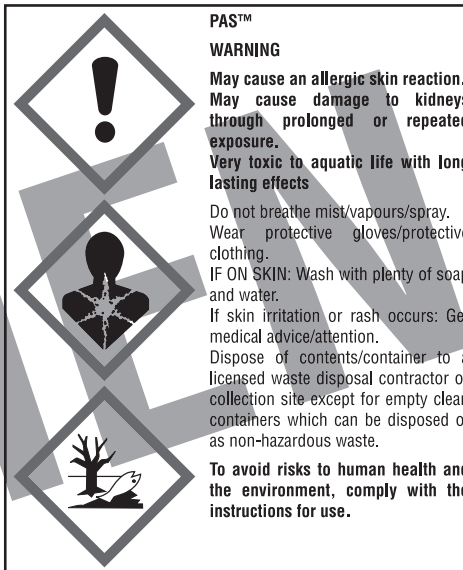 PAS™
WARNING
May cause an allergic skin reaction.
May cause damage to kidneys
through prolonged or repeated
exposure.
Very toxic to aquatic life with long
lasting effects
Do not breathe mist/vapours/spray.
Wear protective gloves/protective
clothing.
IF ON SKIN: Wash with plenty of soap
and water.
If skin irritation or rash occurs: Get
medical advice/attention.
Dispose of contents/container to a
licensed waste disposal contractor or
collection site except for empty clean
containers which can be disposed of
as non-hazardous waste.
To avoid risks to human health and
the environment, comply with the
instructions for use.